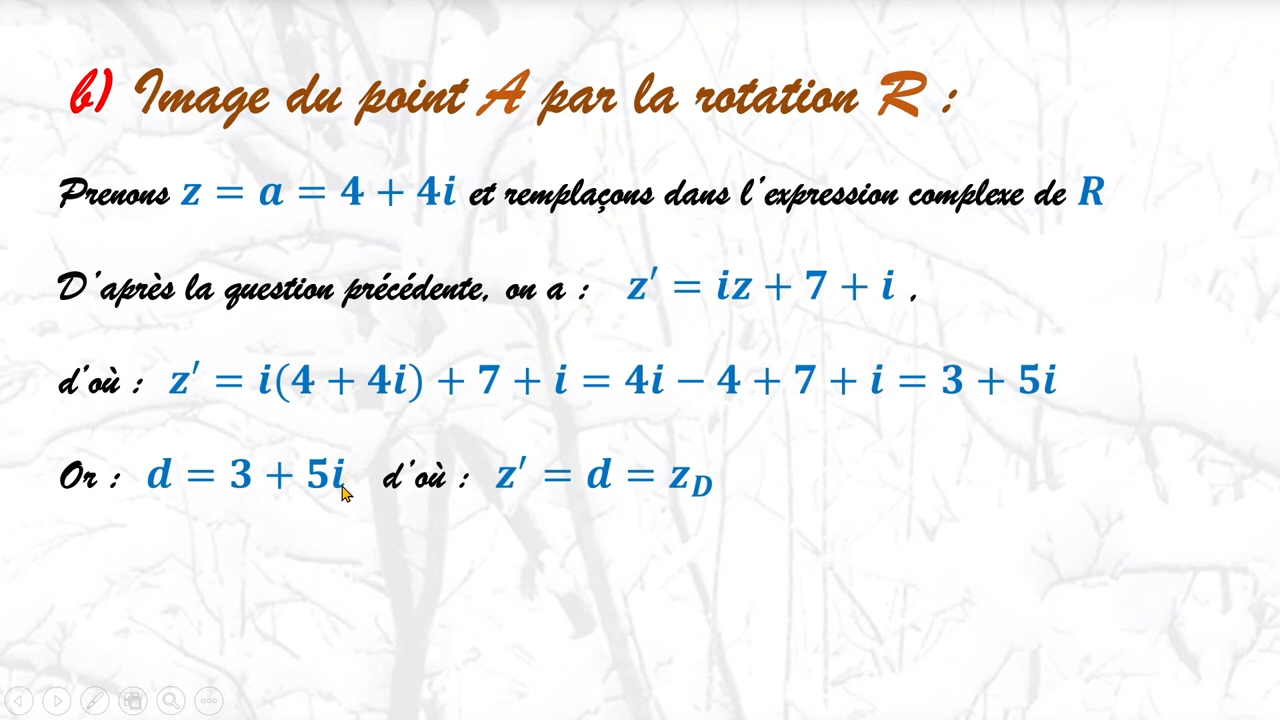 b) Image du point A par la rotation R :
Prenons z = a = 4 + 4i et remplaçons dans l'expression complexe de R
D'après la question précédente, on a : z′ = iz + 7 + i ,
d'où : z′ = i(4 + 4i) + 7 + i = 4i − 4 + 7 + i = 3 + 5i
Or : d = 3 + 5i d'où : z′ = d = z_D